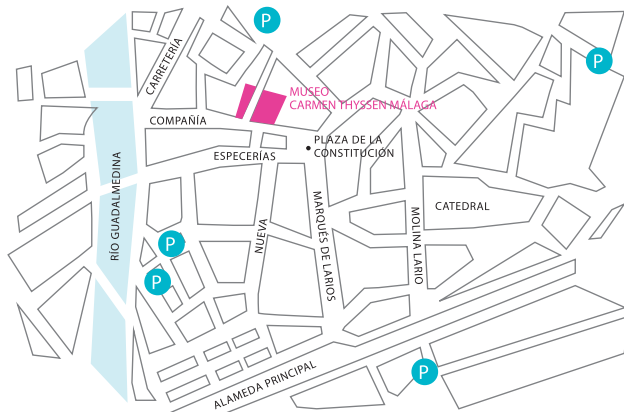 P
P
CARRETERÍA
MUSEO
CARMEN THYSSEN MÁLAGA
COMPAÑÍA
PLAZA DE LA
CONSTITUCIÓN
ESPECERÍAS
RÍO GUADALMEDINA
NUEVA
MARQUÉS DE LARIOS
MOLINA LARIO
CATEDRAL
P
P
P
ALAMEDA PRINCIPAL